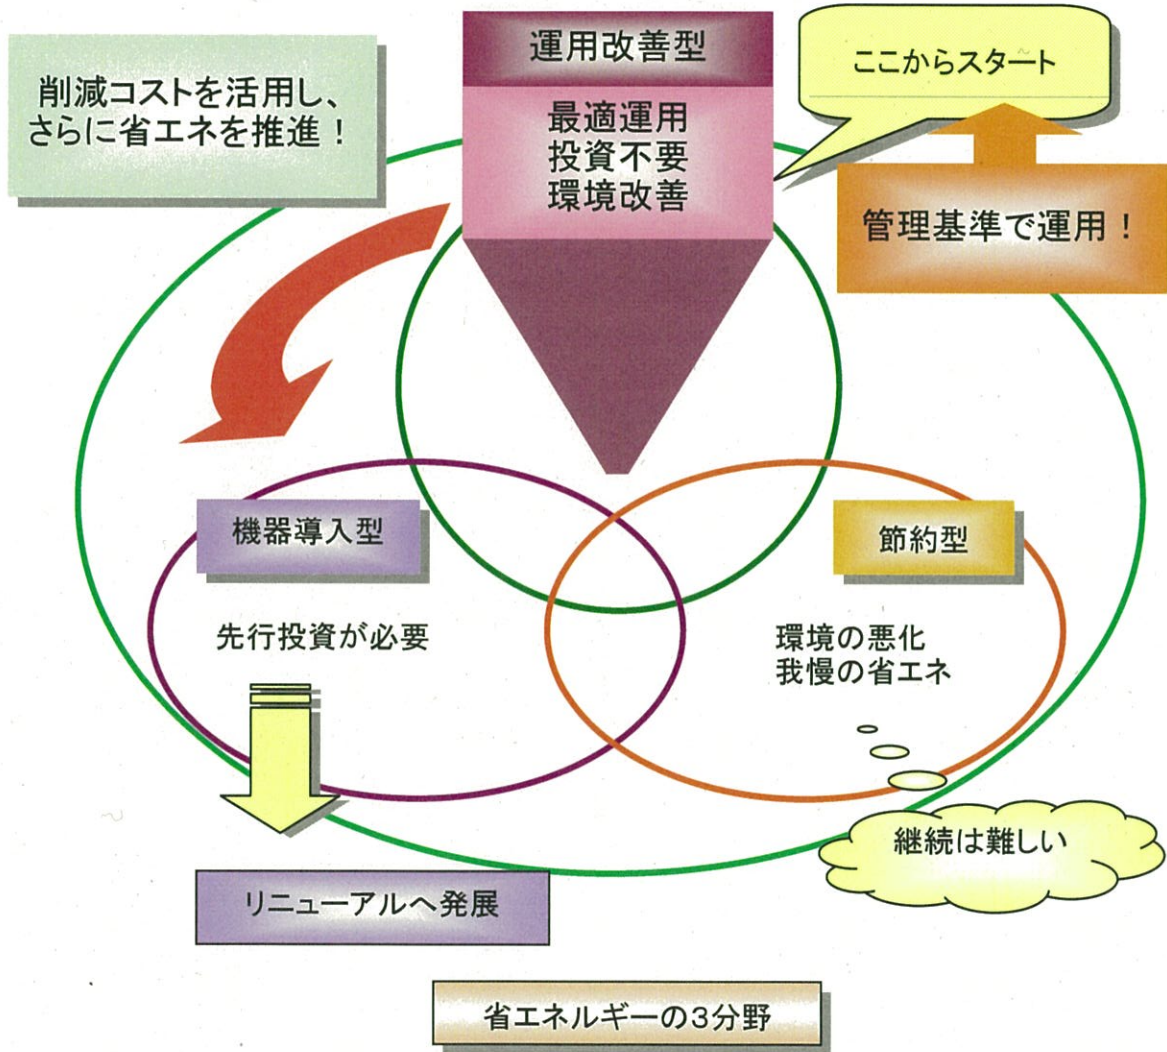 運用改善型
最適運用
投資不要
環境改善
ここからスタート
削減コストを活用し、
さらに省エネを推進！
管理基準で運用！
機器導入型
先行投資が必要
節約型
環境の悪化
我慢の省エネ
継続は難しい
リニューアルへ発展
省エネルギーの3分野